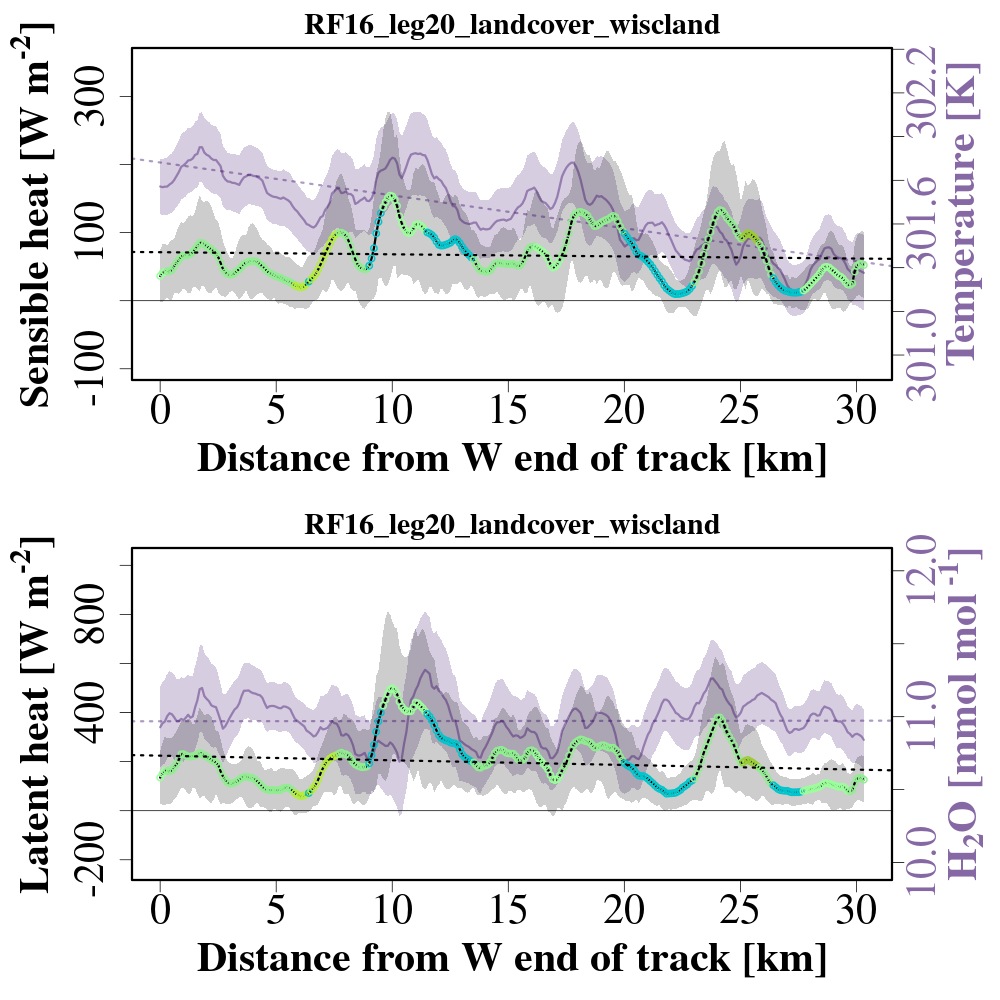 RF16_leg20_landcover_wiscland
Sensible heat [W m-2]
300
100
-100
302.2
301.6
301.0
Temperature [K]
0 5 10 15 20 25 30
Distance from W end of track [km]
RF16_leg20_landcover_wiscland
Latent heat [W m-2]
800
400
-200
12.0
11.0
10.0
H2O [mmol mol-1]
0 5 10 15 20 25 30
Distance from W end of track [km]